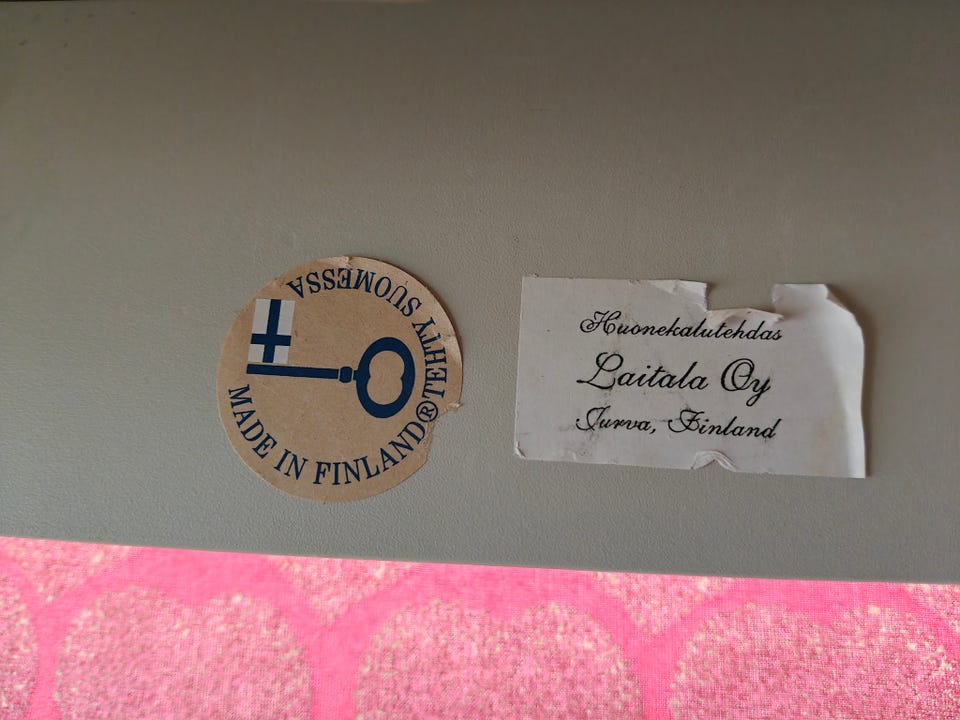 TEHTY SUOMESSA
MADE IN FINLAND®
Huonekalutehdas
Laitala Oy
Jurva, Finland